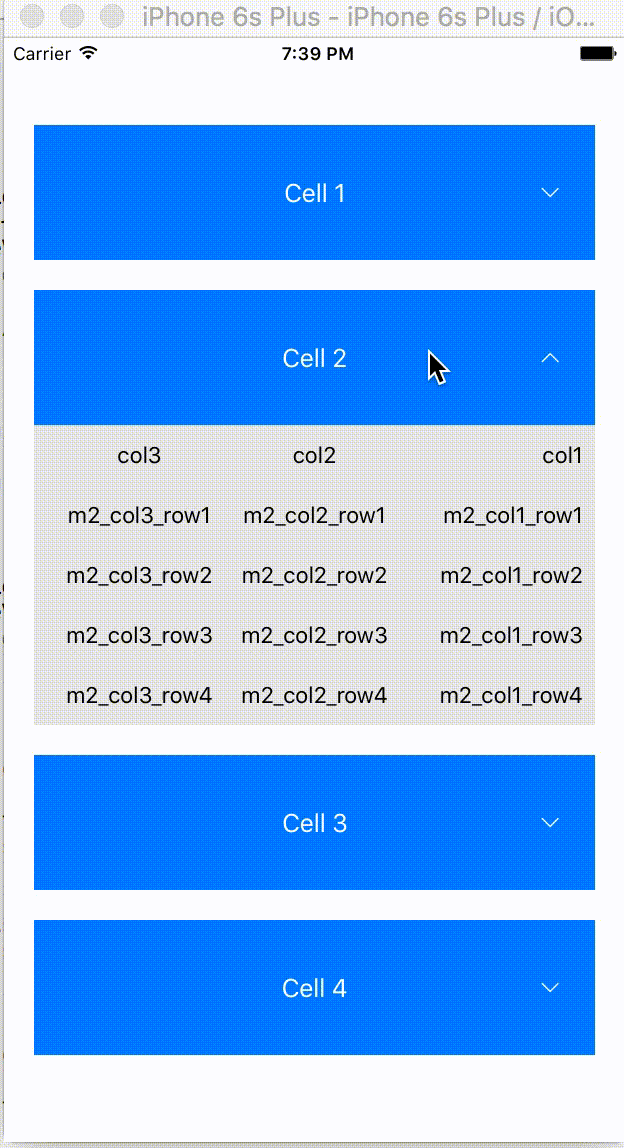 iPhone 6s Plus - iPhone 6s Plus / iO...
Carrier 7:39 PM
Cell 1
Cell 2
col3 col2 col1
m2_col3_row1 m2_col2_row1 m2_col1_row1
m2_col3_row2 m2_col2_row2 m2_col1_row2
m2_col3_row3 m2_col2_row3 m2_col1_row3
m2_col3_row4 m2_col2_row4 m2_col1_row4
Cell 3
Cell 4